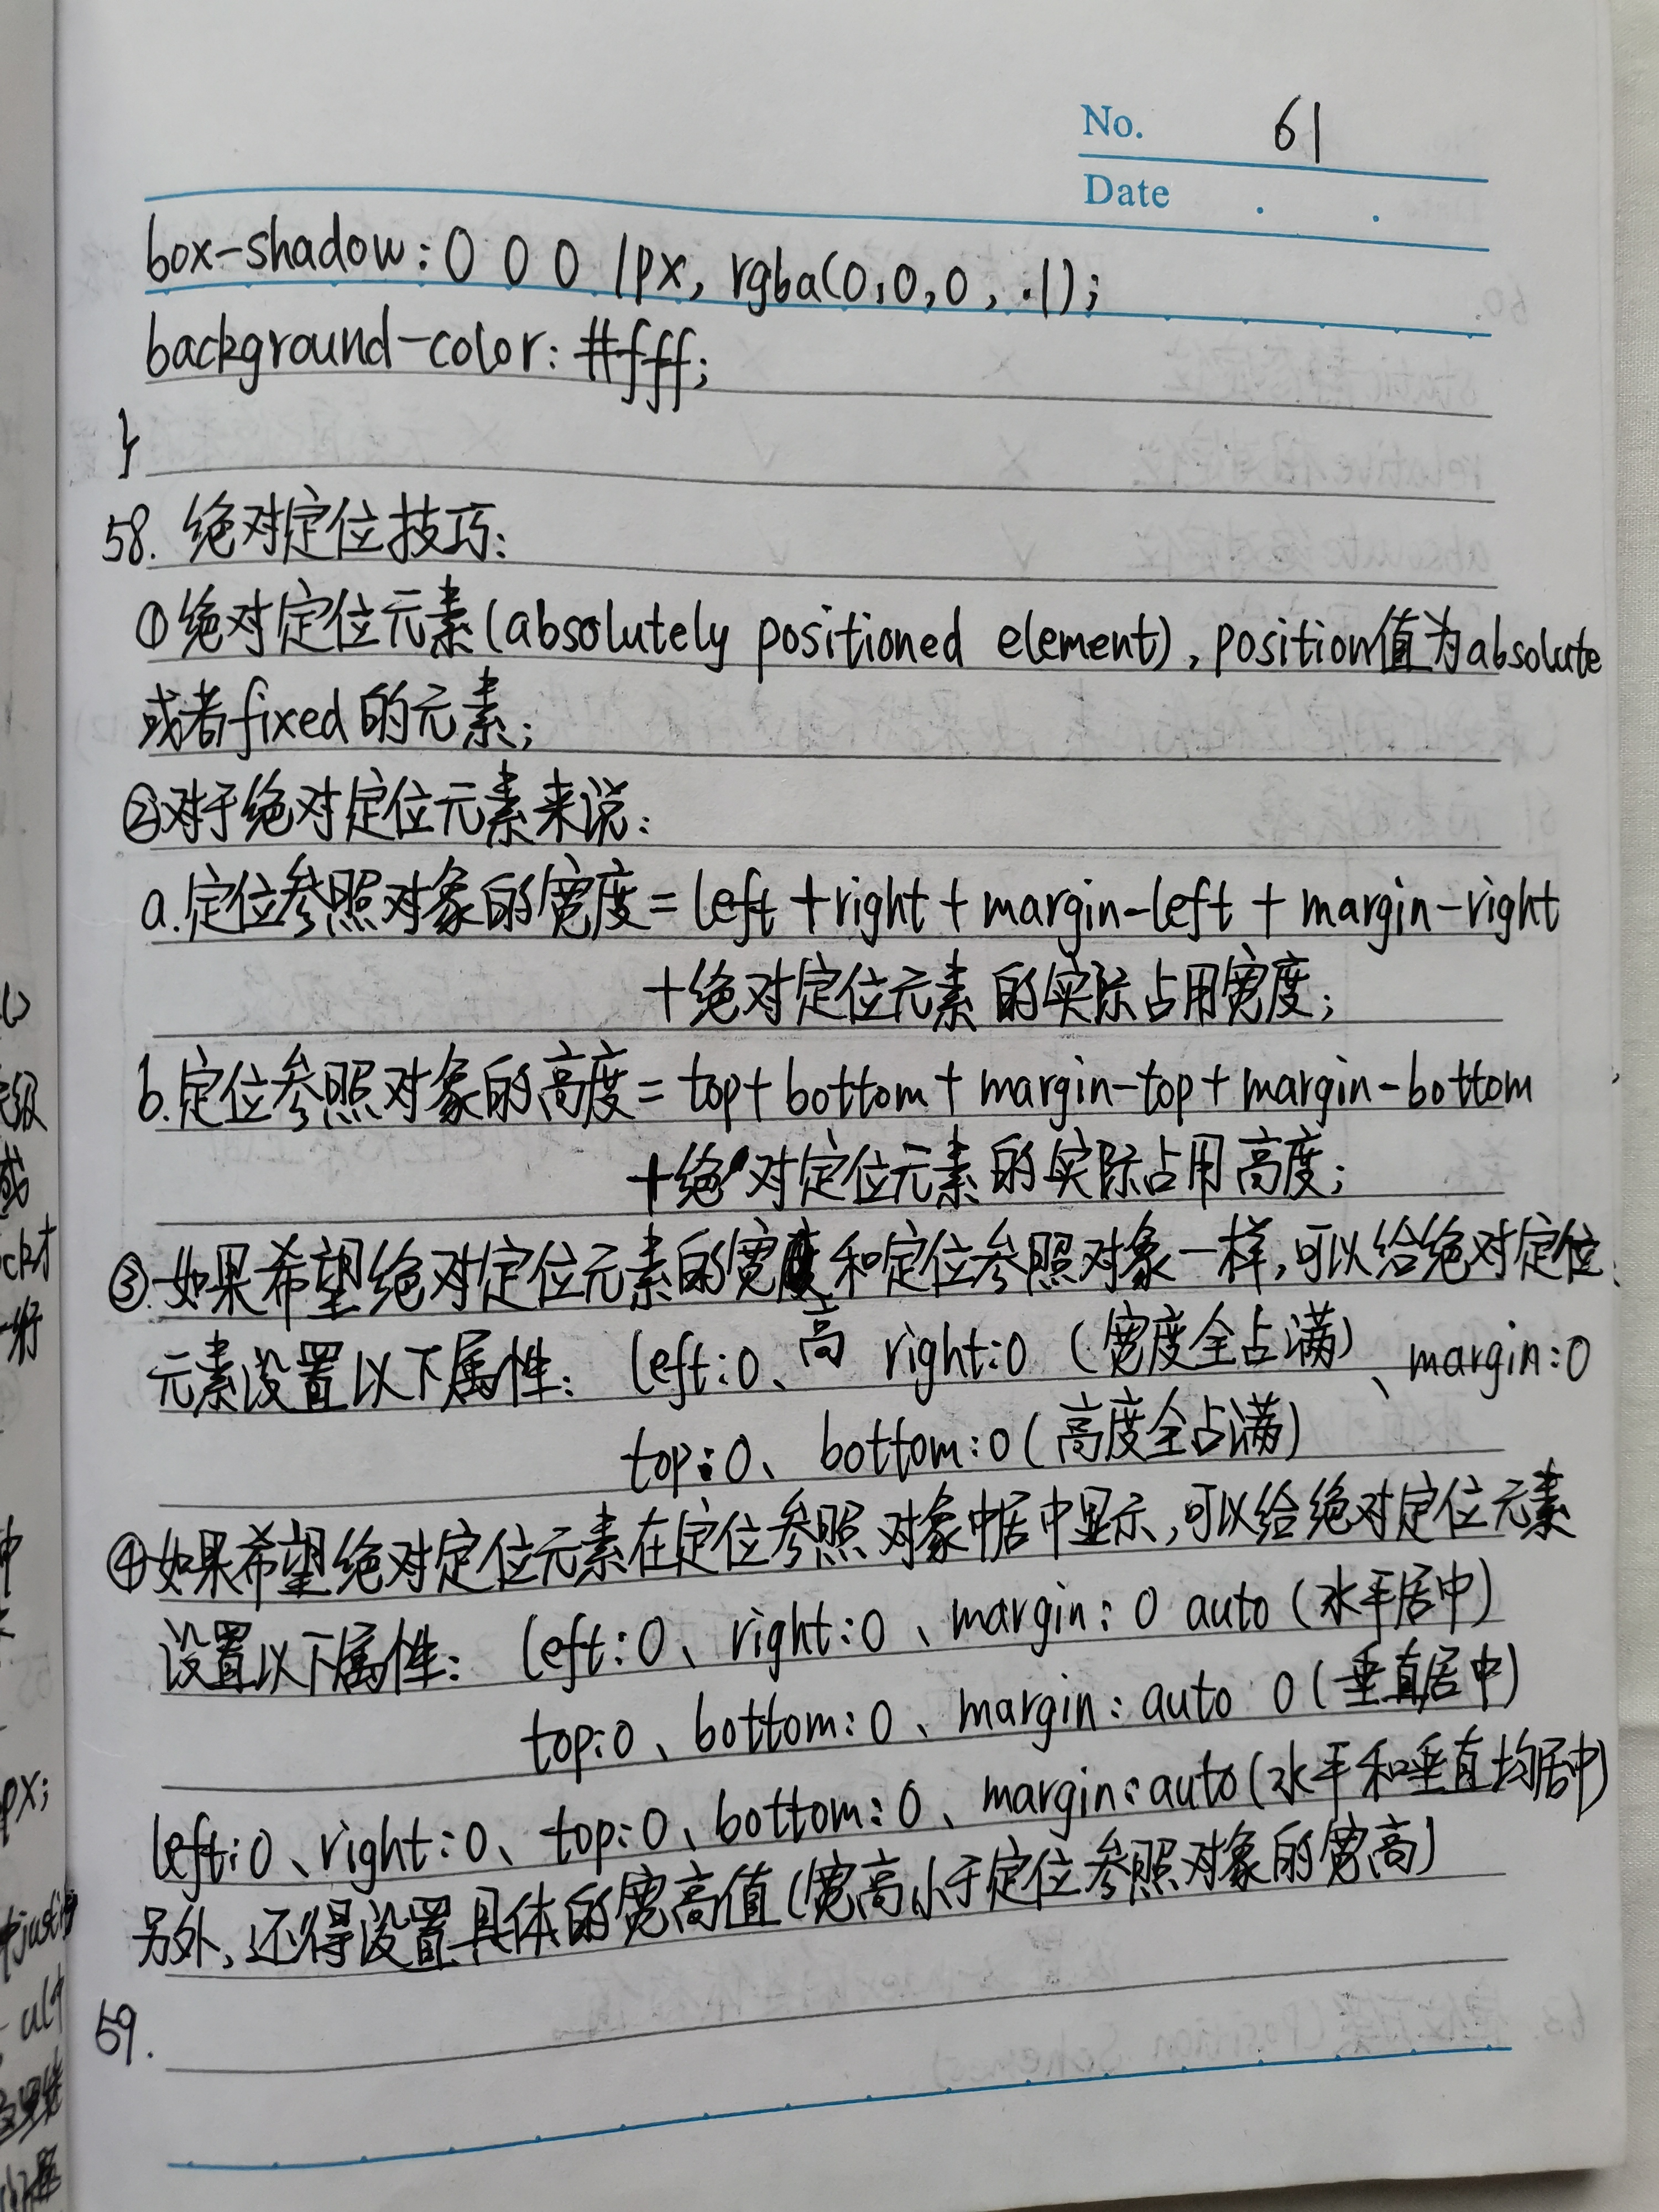 No. 61
Date . .
box-shadow: 0 0 0 1px, rgba(0,0,0,.1);
background-color: #fff;
}
58. 绝对定位技巧:
①绝对定位元素(absolutely positioned element),position值为absolute
或者fixed的元素;
②对于绝对定位元素来说:
a.定位参照对象的宽度=left+right+margin-left+margin-right
+绝对定位元素的实际占用宽度;
b.定位参照对象的高度=top+bottom+margin-top+margin-bottom
+绝对定位元素的实际占用高度;
③.如果希望绝对定位元素的宽高和定位参照对象一样,可以给绝对定位
元素设置以下属性: left:0、right:0(宽度全占满)、margin:0
top:0、bottom:0(高度全占满)
④如果希望绝对定位元素在定位参照对象中居中显示,可以给绝对定位元素
设置以下属性: left:0、right:0、margin:0 auto(水平居中)
top:0、bottom:0、margin:auto 0(垂直居中)
left:0、right:0、top:0、bottom:0、margin:auto(水平和垂直均居中)
另外,还得设置具体的宽高值(宽高小于定位参照对象的宽高)
59.